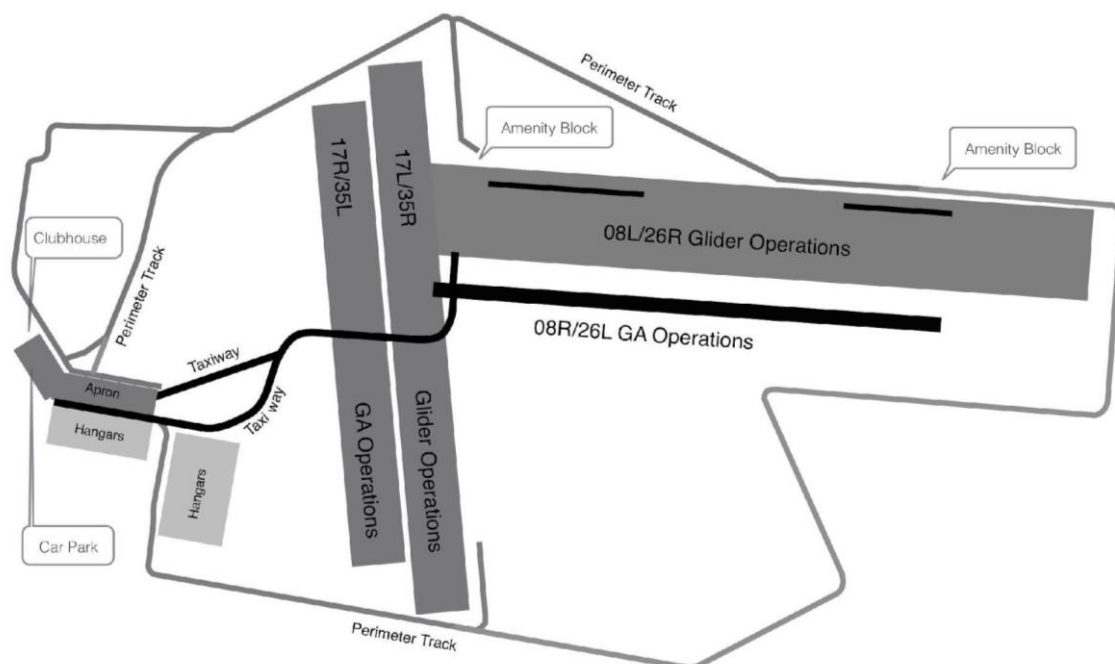 Perimeter Track
Amenity Block
Amenity Block
17R/35L
17L/35R
Clubhouse
08L/26R Glider Operations
Perimeter Track
08R/26L GA Operations
Taxiway
Apron
Taxi way
GA Operations
Glider Operations
Hangars
Hangars
Car Park
Perimeter Track